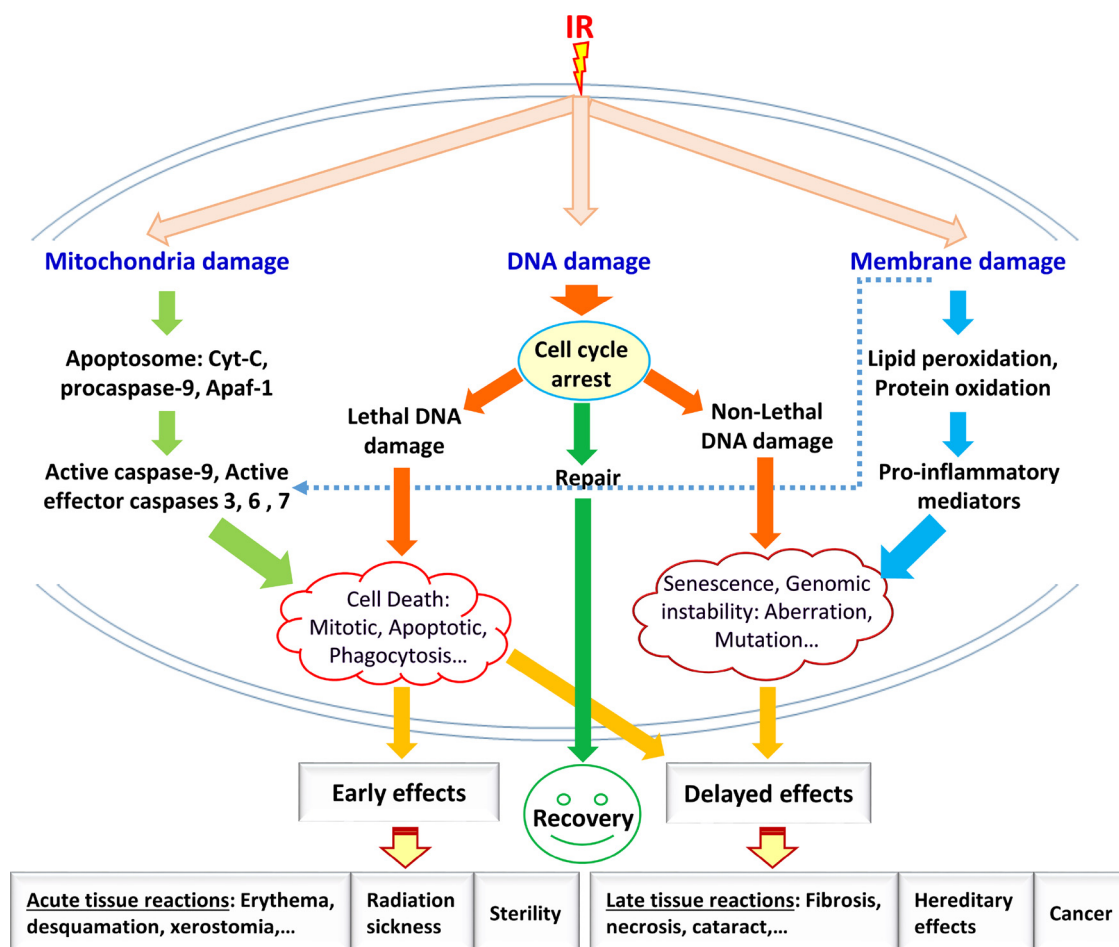 IR
Mitochondria damage
DNA damage
Membrane damage
Apoptosome: Cyt-C,
procaspase-9, Apaf-1
Cell cycle
arrest
Lipid peroxidation,
Protein oxidation
Lethal DNA
damage
Non-Lethal
DNA damage
Active caspase-9, Active
effector caspases 3, 6 , 7
Repair
Pro-inflammatory
mediators
Cell Death:
Mitotic, Apoptotic,
Phagocytosis...
Senescence, Genomic
instability: Aberration,
Mutation...
Early effects
Recovery
Delayed effects
Acute tissue reactions: Erythema,
desquamation, xerostomia,...
Radiation
sickness
Sterility
Late tissue reactions: Fibrosis,
necrosis, cataract,...
Hereditary
effects
Cancer